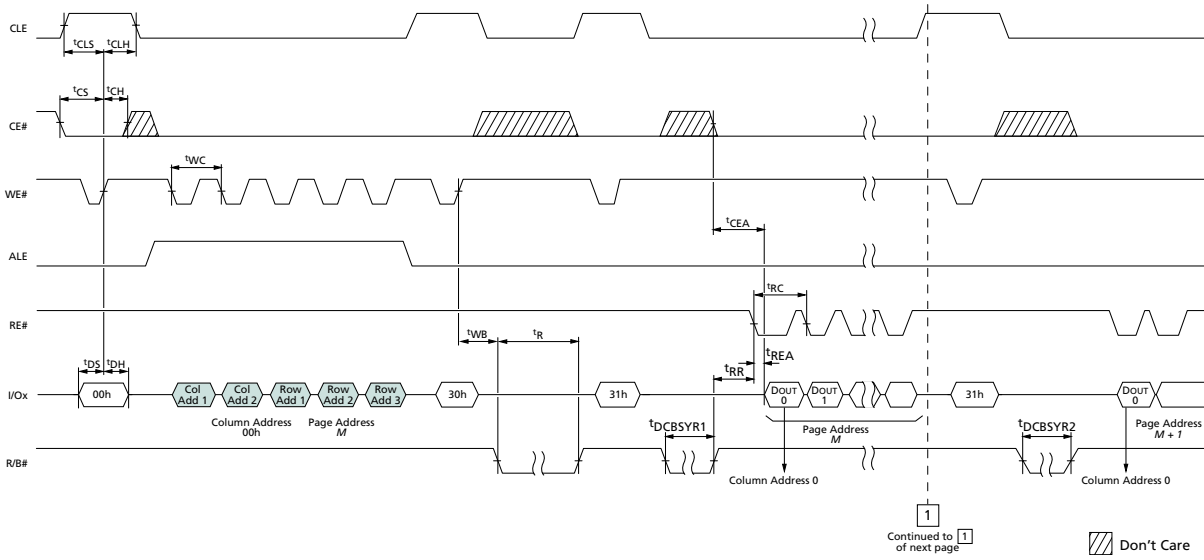 CLE
tCLS tCLH
tCS tCH
CE#
tWC
WE#
tCEA
ALE
tRC
RE#
tWB tR
tREA
tDS tDH
tRR
I/Ox
00h
Col Add 1
Col Add 2
Row Add 1
Row Add 2
Row Add 3
30h
31h
DOUT 0
DOUT 1
31h
DOUT 0
Column Address 00h
Page Address M
Page Address M
Page Address M + 1
tDCBSYR1
tDCBSYR2
R/B#
Column Address 0
Column Address 0
1
Continued to 1 of next page
Don't Care